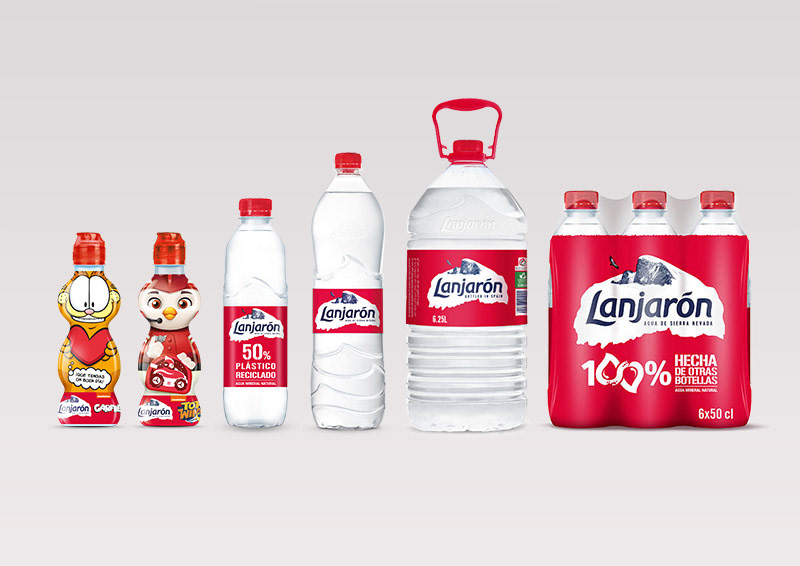 ¡QUE TENGAS
UN BUEN DÍA!
Lanjarón
GARFIE
Lanjarón
TOP
WING
Lanjarón
50%
PLÁSTICO
RECICLADO
AGUA MINERAL NATURAL
Lanjarón
Lanjarón
Lanjarón
BOTTLED IN SPAIN
6.25L
Lanjarón
AGUA DE SIERRA NEVADA
100% HECHA
DE OTRAS
BOTELLAS
AGUA MINERAL NATURAL
6x50 cl